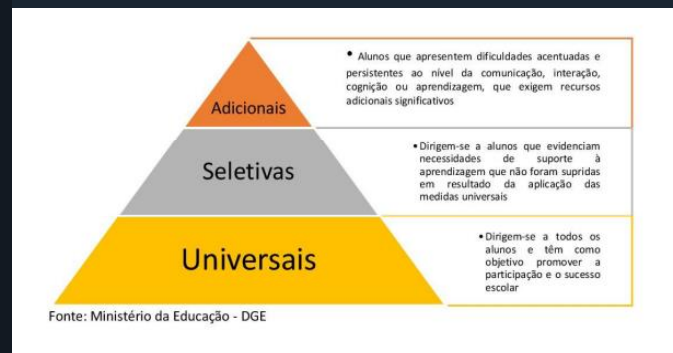 Adicionais
• Alunos que apresentem dificuldades acentuadas e
persistentes ao nível da comunicação, interação,
cognição ou aprendizagem, que exigem recursos
adicionais significativos
Seletivas
•Dirigem-se a alunos que evidenciam
necessidades de suporte à
aprendizagem que não foram supridas
em resultado da aplicação das
medidas universais
Universais
•Dirigem-se a todos os
alunos e têm como
objetivo promover a
participação e o sucesso
escolar
Fonte: Ministério da Educação - DGE